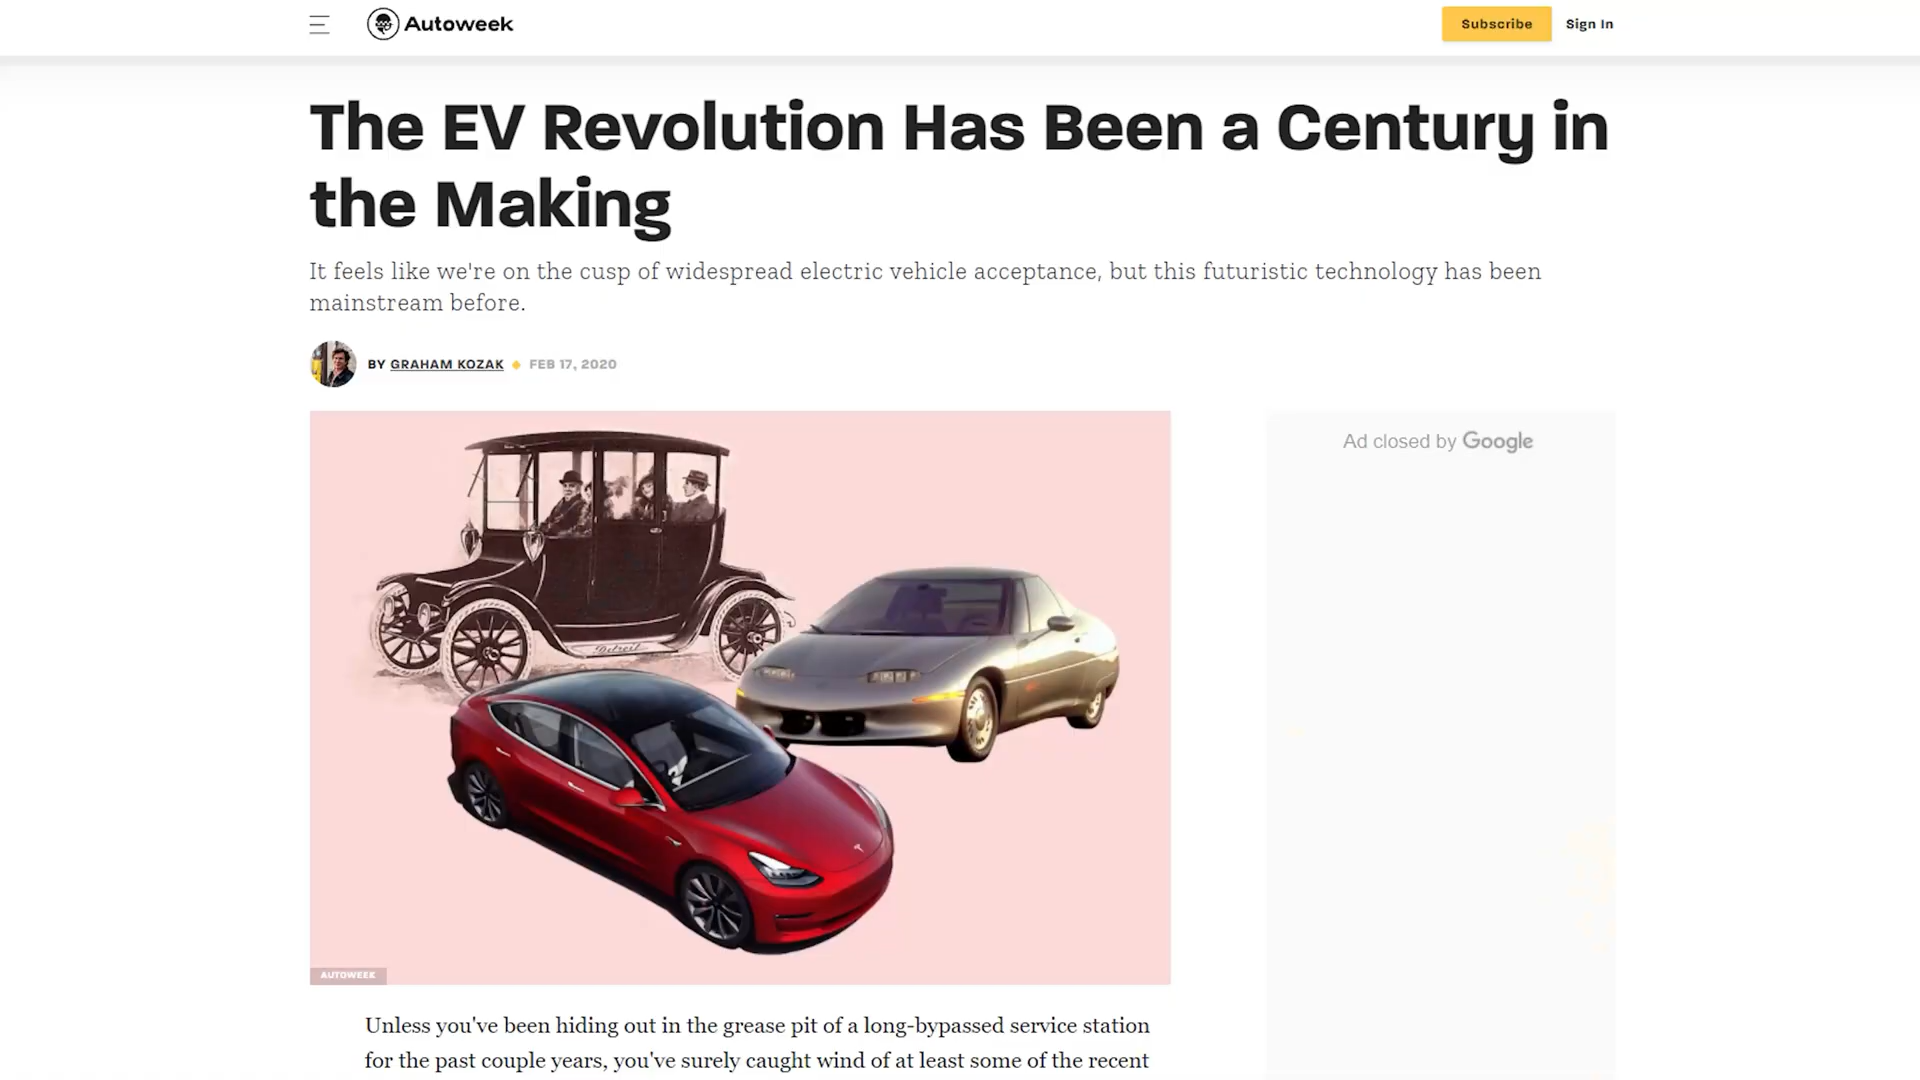 Autoweek
Subscribe
Sign In
The EV Revolution Has Been a Century in
the Making
It feels like we're on the cusp of widespread electric vehicle acceptance, but this futuristic technology has been
mainstream before.
BY GRAHAM KOZAK ◆ FEB 17, 2020
Ad closed by Google
Detroit
AUTOWEEK
Unless you've been hiding out in the grease pit of a long-bypassed service station
for the past couple years, you've surely caught wind of at least some of the recent